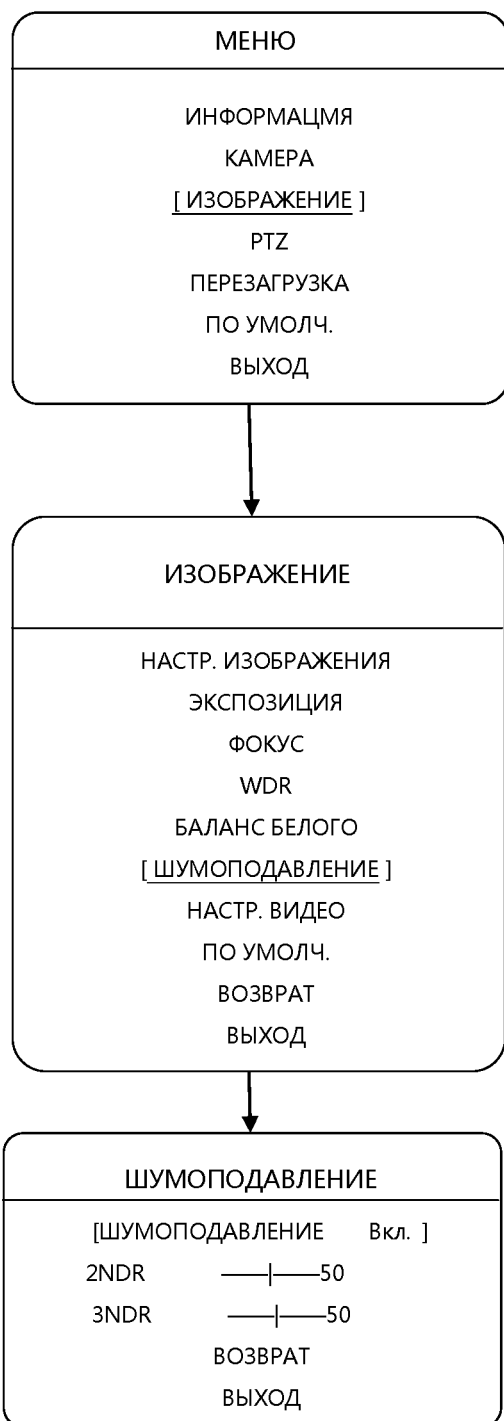 МЕНЮ
ИНФОРМАЦМЯ
КАМЕРА
[ ИЗОБРАЖЕНИЕ ]
PTZ
ПЕРЕЗАГРУЗКА
ПО УМОЛЧ.
ВЫХОД
ИЗОБРАЖЕНИЕ
НАСТР. ИЗОБРАЖЕНИЯ
ЭКСПОЗИЦИЯ
ФОКУС
WDR
БАЛАНС БЕЛОГО
[ ШУМОПОДАВЛЕНИЕ ]
НАСТР. ВИДЕО
ПО УМОЛЧ.
ВОЗВРАТ
ВЫХОД
ШУМОПОДАВЛЕНИЕ
[ШУМОПОДАВЛЕНИЕ Вкл. ]
2NDR ——|——50
3NDR ——|——50
ВОЗВРАТ
ВЫХОД